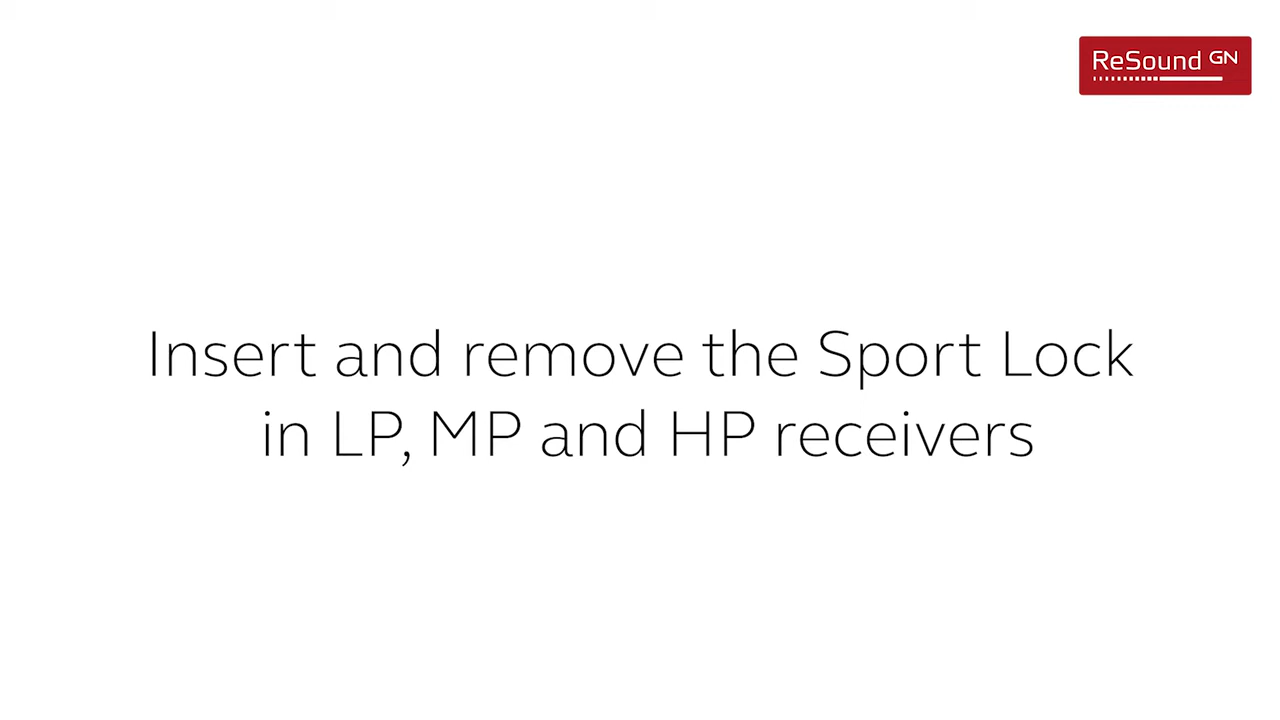 ReSound GN
Insert and remove the Sport Lock
in LP, MP and HP receivers